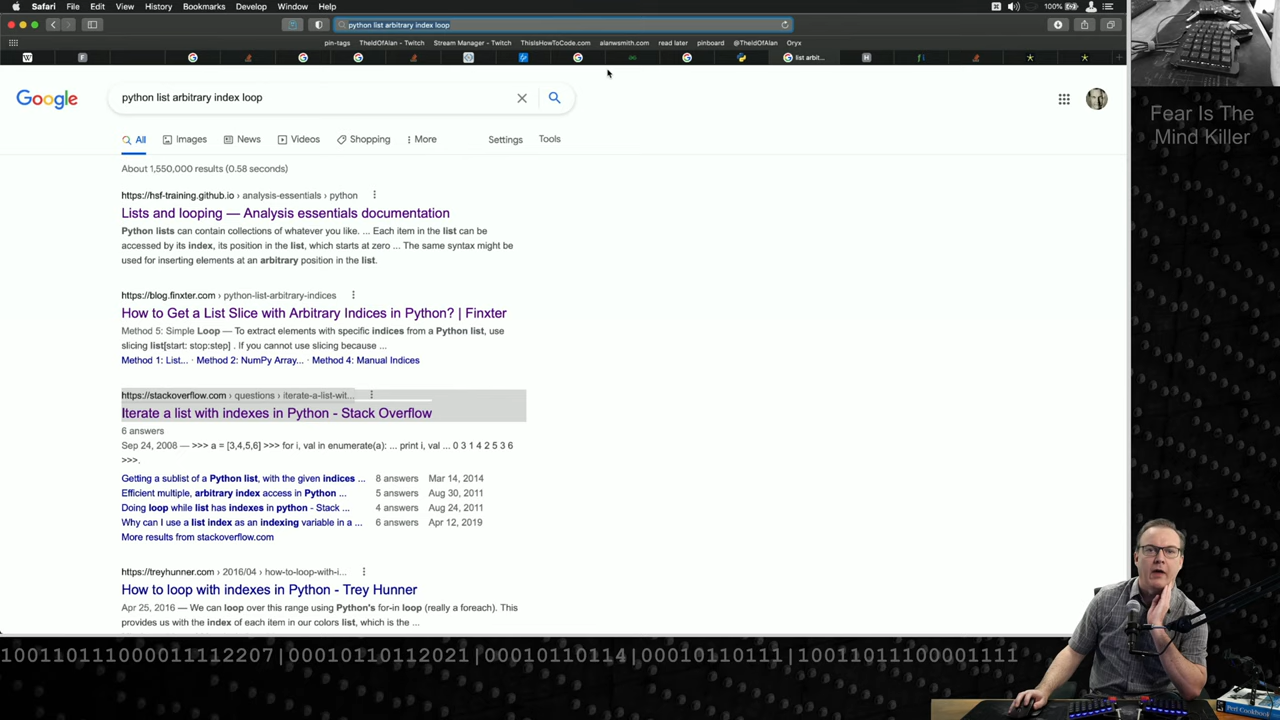 Safari File Edit View History Bookmarks Develop Window Help 100%
python list arbitrary index loop
pin-tags TheIdOfAlan - Twitch Stream Manager - Twitch ThisIsHowToCode.com alanwsmith.com read later pinboard @TheIdOfAlan Oryx
list arbit...
Google
python list arbitrary index loop
All Images News Videos Shopping More Settings Tools
About 1,550,000 results (0.58 seconds)
https://hsf-training.github.io › analysis-essentials › python
Lists and looping — Analysis essentials documentation
Python lists can contain collections of whatever you like. ... Each item in the list can be
accessed by its index, its position in the list, which starts at zero ... The same syntax might be
used for inserting elements at an arbitrary position in the list.
https://blog.finxter.com › python-list-arbitrary-indices
How to Get a List Slice with Arbitrary Indices in Python? | Finxter
Method 5: Simple Loop — To extract elements with specific indices from a Python list, use
slicing list[start: stop:step] . If you cannot use slicing because ...
Method 1: List... · Method 2: NumPy Array... · Method 4: Manual Indices
https://stackoverflow.com › questions › iterate-a-list-wit...
Iterate a list with indexes in Python - Stack Overflow
6 answers
Sep 24, 2008 — >>> a = [3,4,5,6] >>> for i, val in enumerate(a): ... print i, val ... 0 3 1 4 2 5 3 6
>>>.
Getting a sublist of a Python list, with the given indices ... 8 answers Mar 14, 2014
Efficient multiple, arbitrary index access in Python ... 5 answers Aug 30, 2011
Doing loop while list has indexes in python - Stack ... 4 answers Aug 24, 2011
Why can I use a list index as an indexing variable in a ... 6 answers Apr 12, 2019
More results from stackoverflow.com
https://treyhunner.com › 2016/04 › how-to-loop-with-i...
How to loop with indexes in Python - Trey Hunner
Apr 25, 2016 — We can loop over this range using Python's for-in loop (really a foreach). This
provides us with the index of each item in our colors list, which is the ...
Fear Is The
Mind Killer
10011011100001111220​7|00010110112021|00010110114|00010110111|100110111100001111
Perl Cookbook